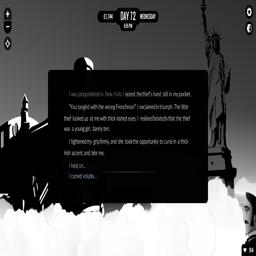 £1,744 DAY 72 WEDNESDAY
I was pickpocketed in New York. I seized the thief's hand still in my pocket.
"You tangled with the wrong Frenchman!" I exclaimed in triumph. The little
thief looked up at me with thick-lashed eyes; I realised belatedly that the thief
was a young girl, barely ten.
I tightened my grip firmly, and she took the opportunity to curse in a thick
Irish accent, and bite me.
I held on...
I cursed volubly...
94